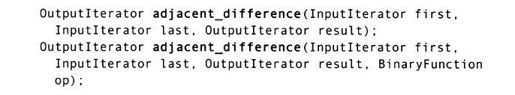 OutputIterator adjacent_difference(InputIterator first,
InputIterator last, OutputIterator result);
OutputIterator adjacent_difference(InputIterator first,
InputIterator last, OutputIterator result, BinaryFunction
op);